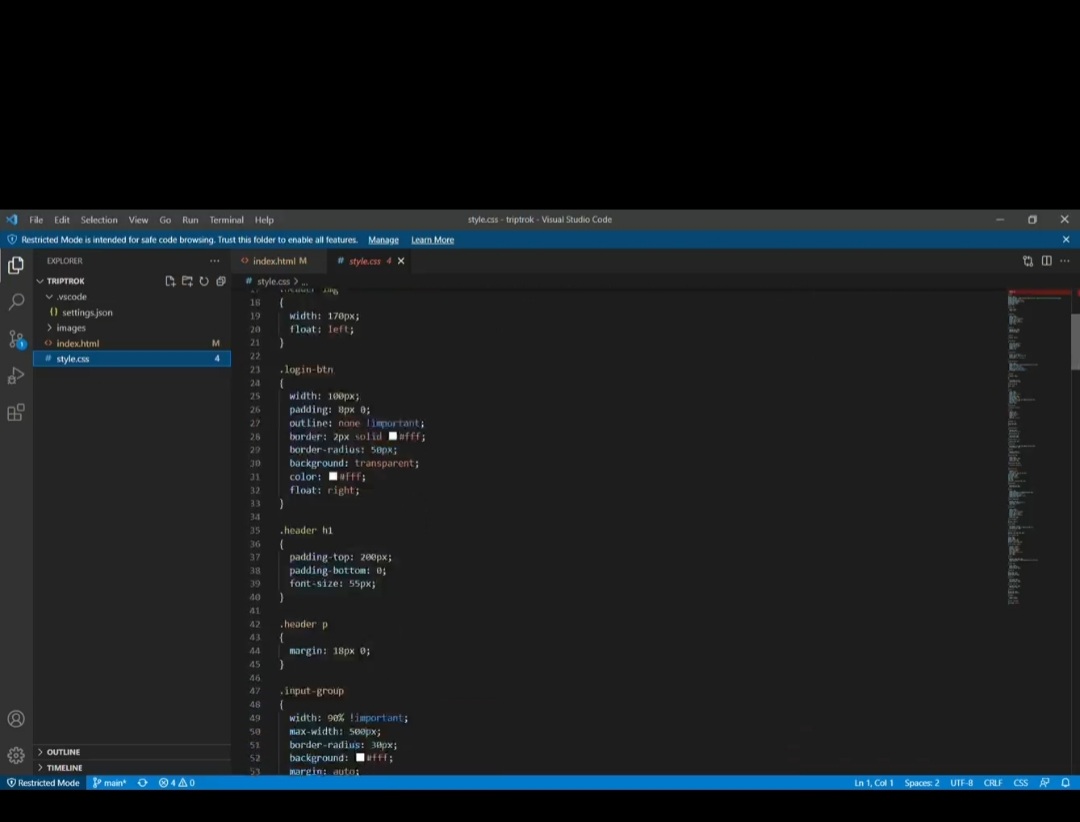 File Edit Selection View Go Run Terminal Help
style.css - triptrok - Visual Studio Code
Restricted Mode is intended for safe code browsing. Trust this folder to enable all features. Manage Learn More
EXPLORER
TRIPTROK
.vscode
{} settings.json
images
<> index.html M
# style.css 4
OUTLINE
TIMELINE
<> index.html M
# style.css 4
# style.css > ...
18 {
19 width: 170px;
20 float: left;
21 }
22
23 .login-btn
24 {
25 width: 100px;
26 padding: 8px 0;
27 outline: none !important;
28 border: 2px solid #fff;
29 border-radius: 50px;
30 background: transparent;
31 color: #fff;
32 float: right;
33 }
34
35 .header h1
36 {
37 padding-top: 200px;
38 padding-bottom: 0;
39 font-size: 55px;
40 }
41
42 .header p
43 {
44 margin: 18px 0;
45 }
46
47 .input-group
48 {
49 width: 90% !important;
50 max-width: 500px;
51 border-radius: 30px;
52 background: #fff;
53 margin: auto;
Restricted Mode main* 4 0
Ln 1, Col 1 Spaces: 2 UTF-8 CRLF CSS
1